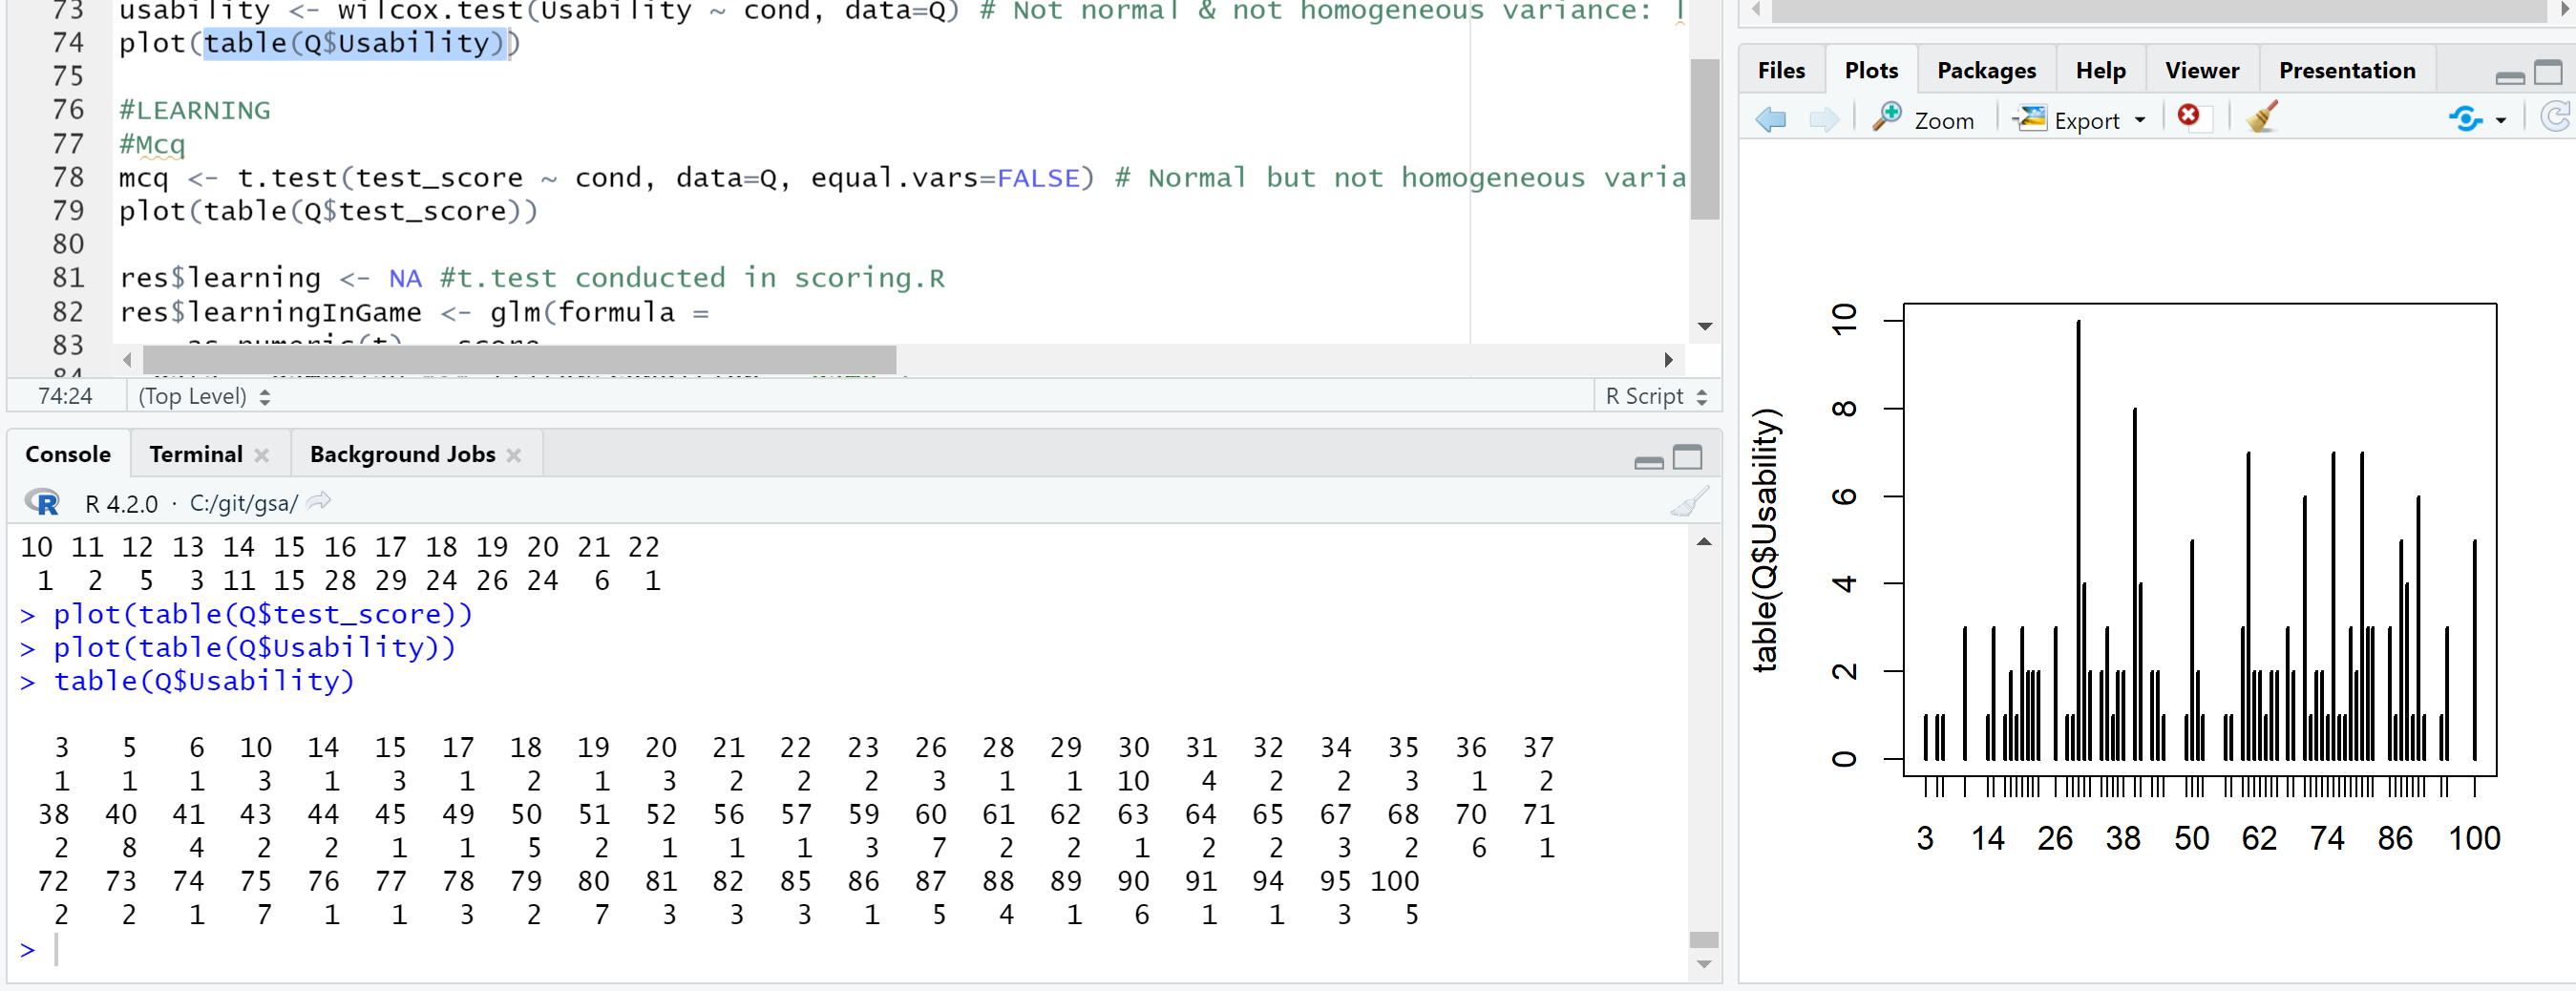 73 usability <- wilcox.test(Usability ~ cond, data=Q) # Not normal & not homogeneous variance:
74 plot(table(Q$Usability))
75
76 #LEARNING
77 #Mcq
78 mcq <- t.test(test_score ~ cond, data=Q, equal.vars=FALSE) # Normal but not homogeneous varia
79 plot(table(Q$test_score))
80
81 res$learning <- NA #t.test conducted in scoring.R
82 res$learningInGame <- glm(formula =
83
84
74:24 (Top Level) R Script
Console Terminal Background Jobs
R 4.2.0 · C:/git/gsa/
10 11 12 13 14 15 16 17 18 19 20 21 22
1 2 5 3 11 15 28 29 24 26 24 6 1
> plot(table(Q$test_score))
> plot(table(Q$Usability))
> table(Q$Usability)
3 5 6 10 14 15 17 18 19 20 21 22 23 26 28 29 30 31 32 34 35 36 37
1 1 1 3 1 3 1 2 1 3 2 2 2 3 1 1 10 4 2 2 3 1 2
38 40 41 43 44 45 49 50 51 52 56 57 59 60 61 62 63 64 65 67 68 70 71
2 8 4 2 2 1 1 5 2 1 1 1 3 7 2 2 1 2 2 3 2 6 1
72 73 74 75 76 77 78 79 80 81 82 85 86 87 88 89 90 91 94 95 100
2 2 1 7 1 1 3 2 7 3 3 3 1 5 4 1 6 1 1 3 5
>
Files Plots Packages Help Viewer Presentation
Zoom Export
table(Q$Usability)
10
8
6
4
2
0
3 14 26 38 50 62 74 86 100